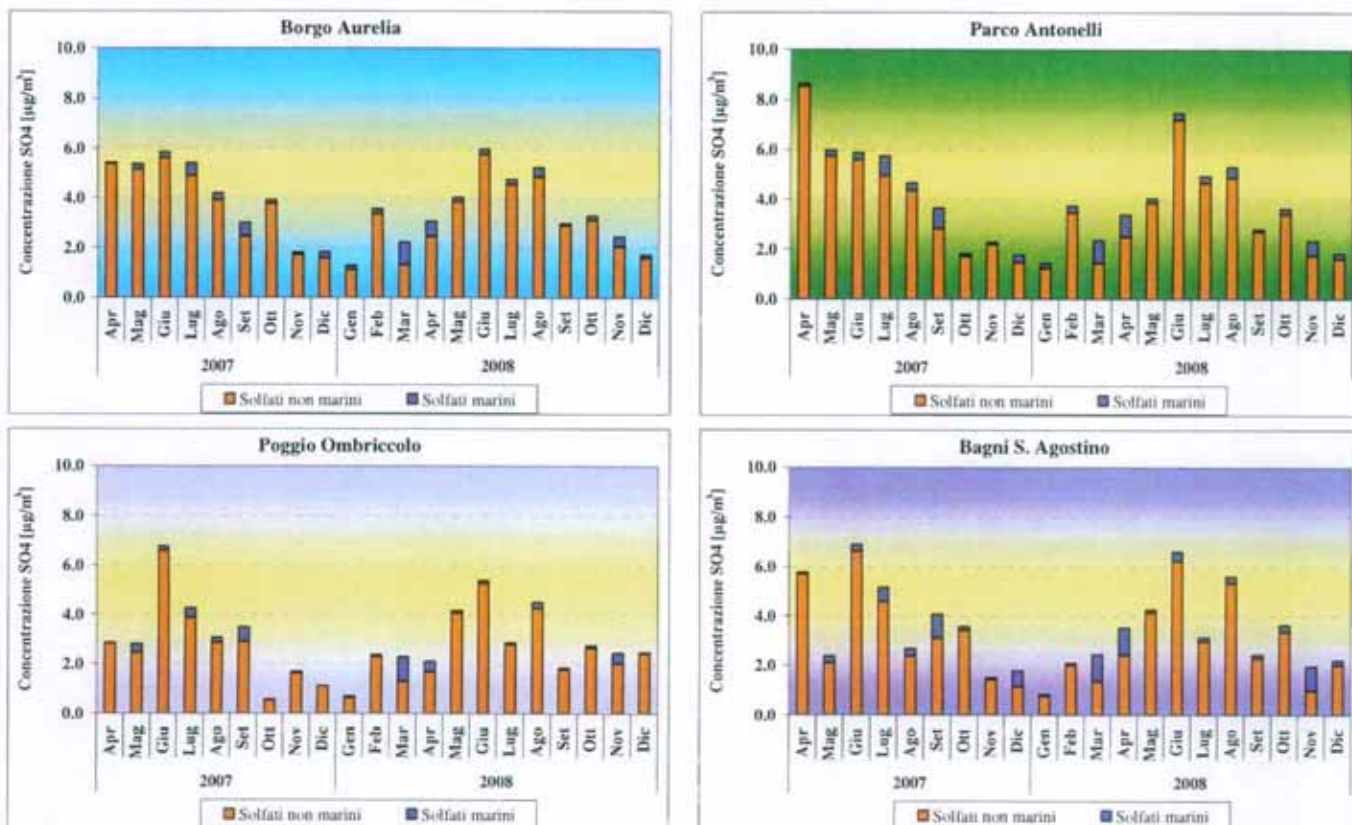 Borgo Aurelia
Concentrazione SO4 [µg/m³]
10.0
8.0
6.0
4.0
2.0
0.0
Apr Mag Giu Lug Ago Set Ott Nov Dic Gen Feb Mar Apr Mag Giu Lug Ago Set Ott Nov Dic
2007 2008
Solfati non marini Solfati marini
Parco Antonelli
Concentrazione SO4 [µg/m³]
10.0
8.0
6.0
4.0
2.0
0.0
Apr Mag Giu Lug Ago Set Ott Nov Dic Gen Feb Mar Apr Mag Giu Lug Ago Set Ott Nov Dic
2007 2008
Solfati non marini Solfati marini
Poggio Ombriccolo
Concentrazione SO4 [µg/m³]
10.0
8.0
6.0
4.0
2.0
0.0
Apr Mag Giu Lug Ago Set Ott Nov Dic Gen Feb Mar Apr Mag Giu Lug Ago Set Ott Nov Dic
2007 2008
Solfati non marini Solfati marini
Bagni S. Agostino
Concentrazione SO4 [µg/m³]
10.0
8.0
6.0
4.0
2.0
0.0
Apr Mag Giu Lug Ago Set Ott Nov Dic Gen Feb Mar Apr Mag Giu Lug Ago Set Ott Nov Dic
2007 2008
Solfati non marini Solfati marini